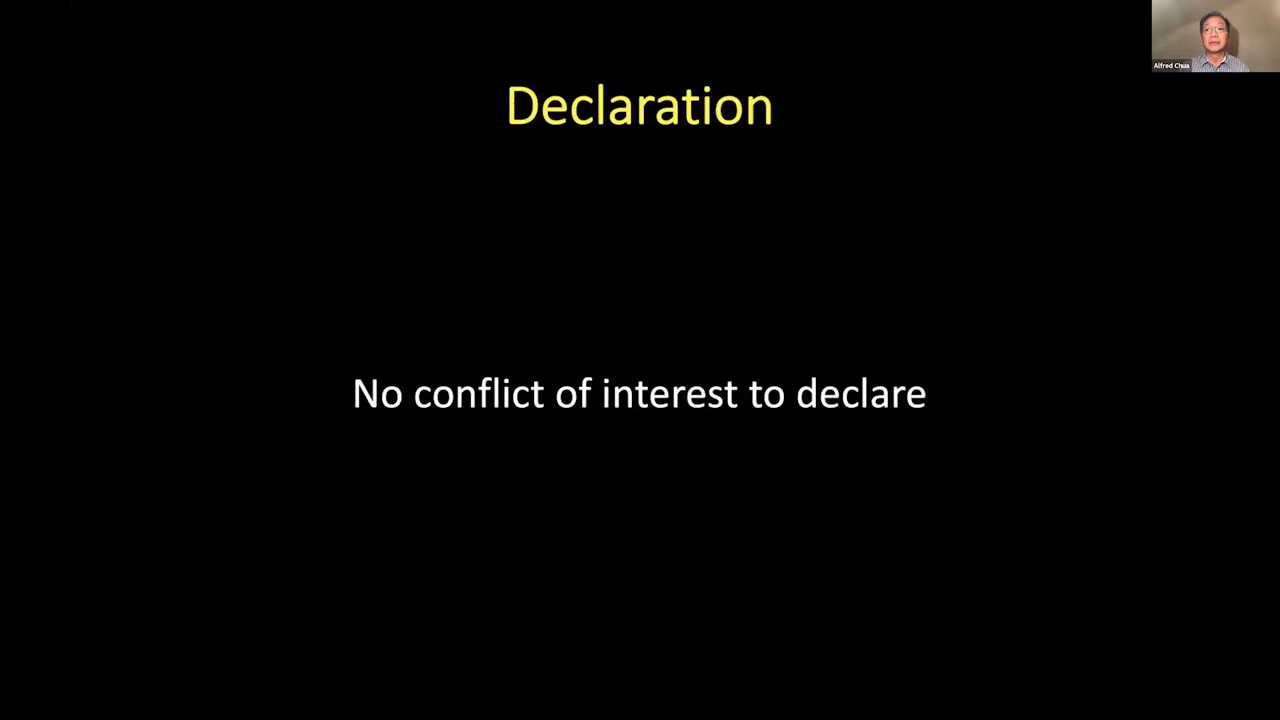 Declaration
Alfred Chua
No conflict of interest to declare